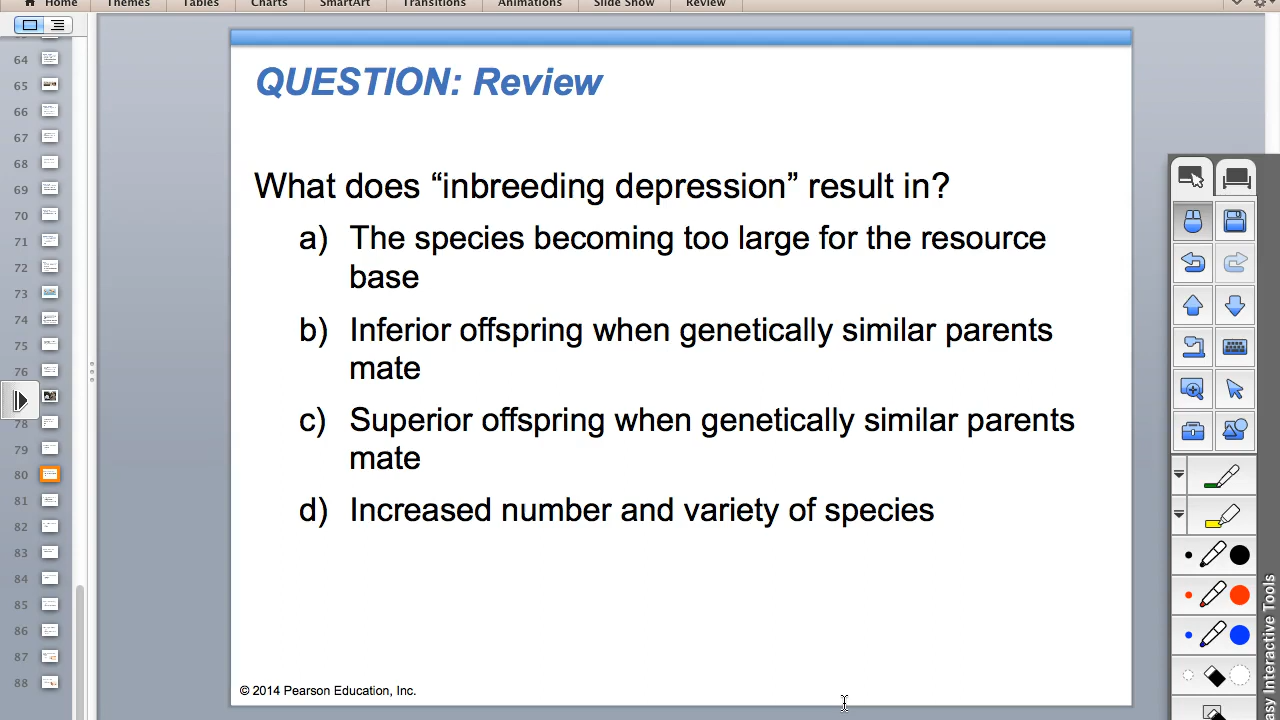 Home Themes Tables Charts SmartArt Transitions Animations Slide Show Review
64
65
66
67
68
69
70
71
72
73
74
75
76
78
79
80
81
82
83
84
85
86
87
88
QUESTION: Review
What does “inbreeding depression” result in?
a) The species becoming too large for the resource
base
b) Inferior offspring when genetically similar parents
mate
c) Superior offspring when genetically similar parents
mate
d) Increased number and variety of species
© 2014 Pearson Education, Inc.
Interactive Tools